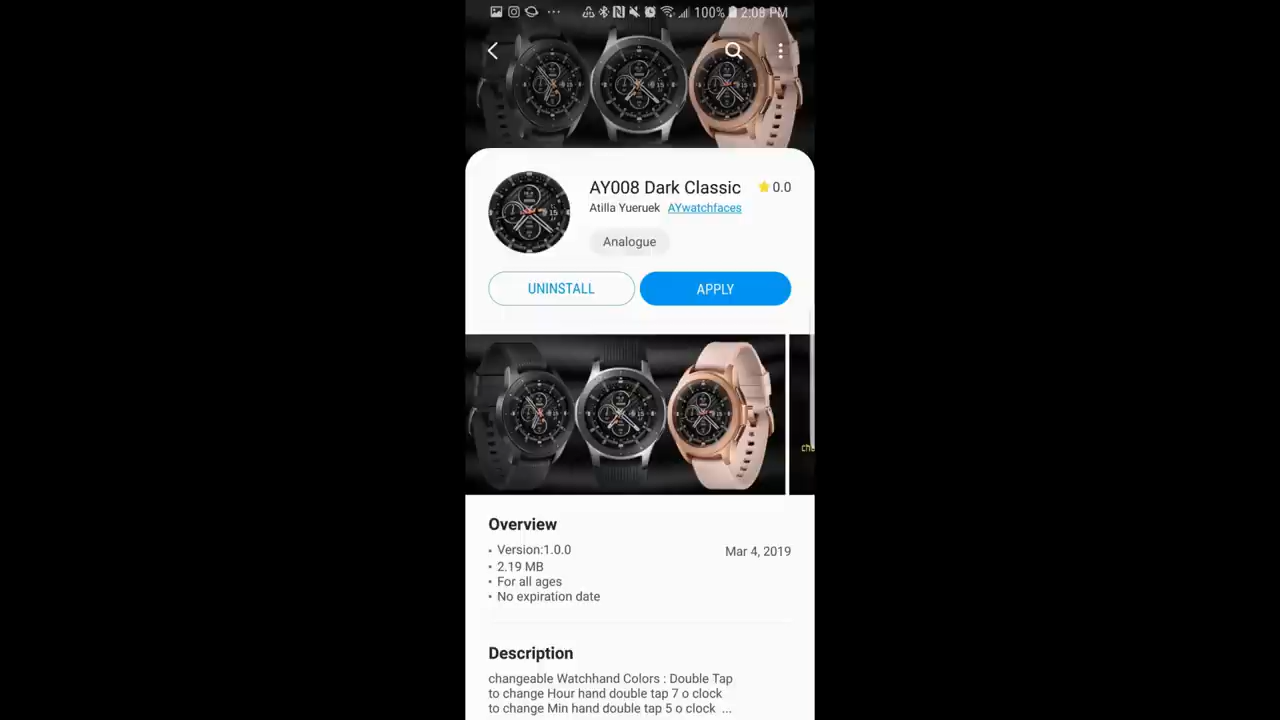 100% 2:08 PM
AY008 Dark Classic
0.0
Atilla Yueruek AYwatchfaces
Analogue
UNINSTALL
APPLY
Overview
• Version:1.0.0
Mar 4, 2019
• 2.19 MB
• For all ages
• No expiration date
Description
changeable Watchhand Colors : Double Tap
to change Hour hand double tap 7 o clock
to change Min hand double tap 5 o clock ...